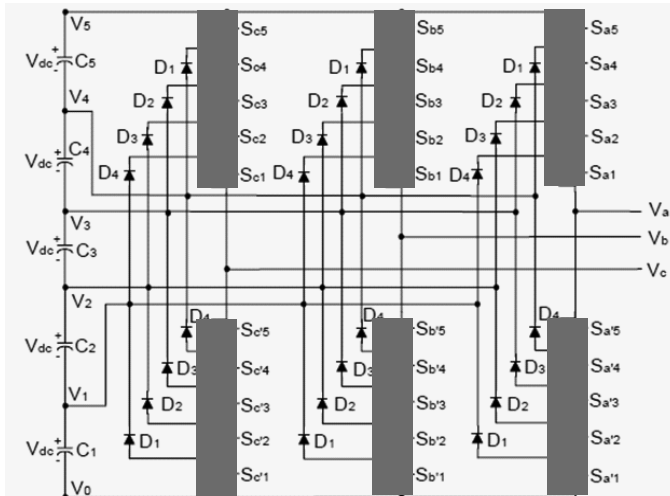 V5 Sc5 Sb5 Sa5
Vdc + - C5 D1 Sc4 D1 Sb4 D1 Sa4
V4 D2 Sc3 D2 Sb3 D2 Sa3
Vdc + - C4 D3 Sc2 D3 Sb2 D3 Sa2
D4 Sc1 D4 Sb1 D4 Sa1
V3 Va
Vdc + - C3 Vb
Vc
V2
D4 Sc'5 D4 Sb'5 D4 Sa'5
Vdc + - C2 D3 Sc'4 D3 Sb'4 D3 Sa'4
V1 D2 Sc'3 D2 Sb'3 D2 Sa'3
Vdc + - C1 D1 Sc'2 D1 Sb'2 D1 Sa'2
V0 Sc'1 Sb'1 Sa'1